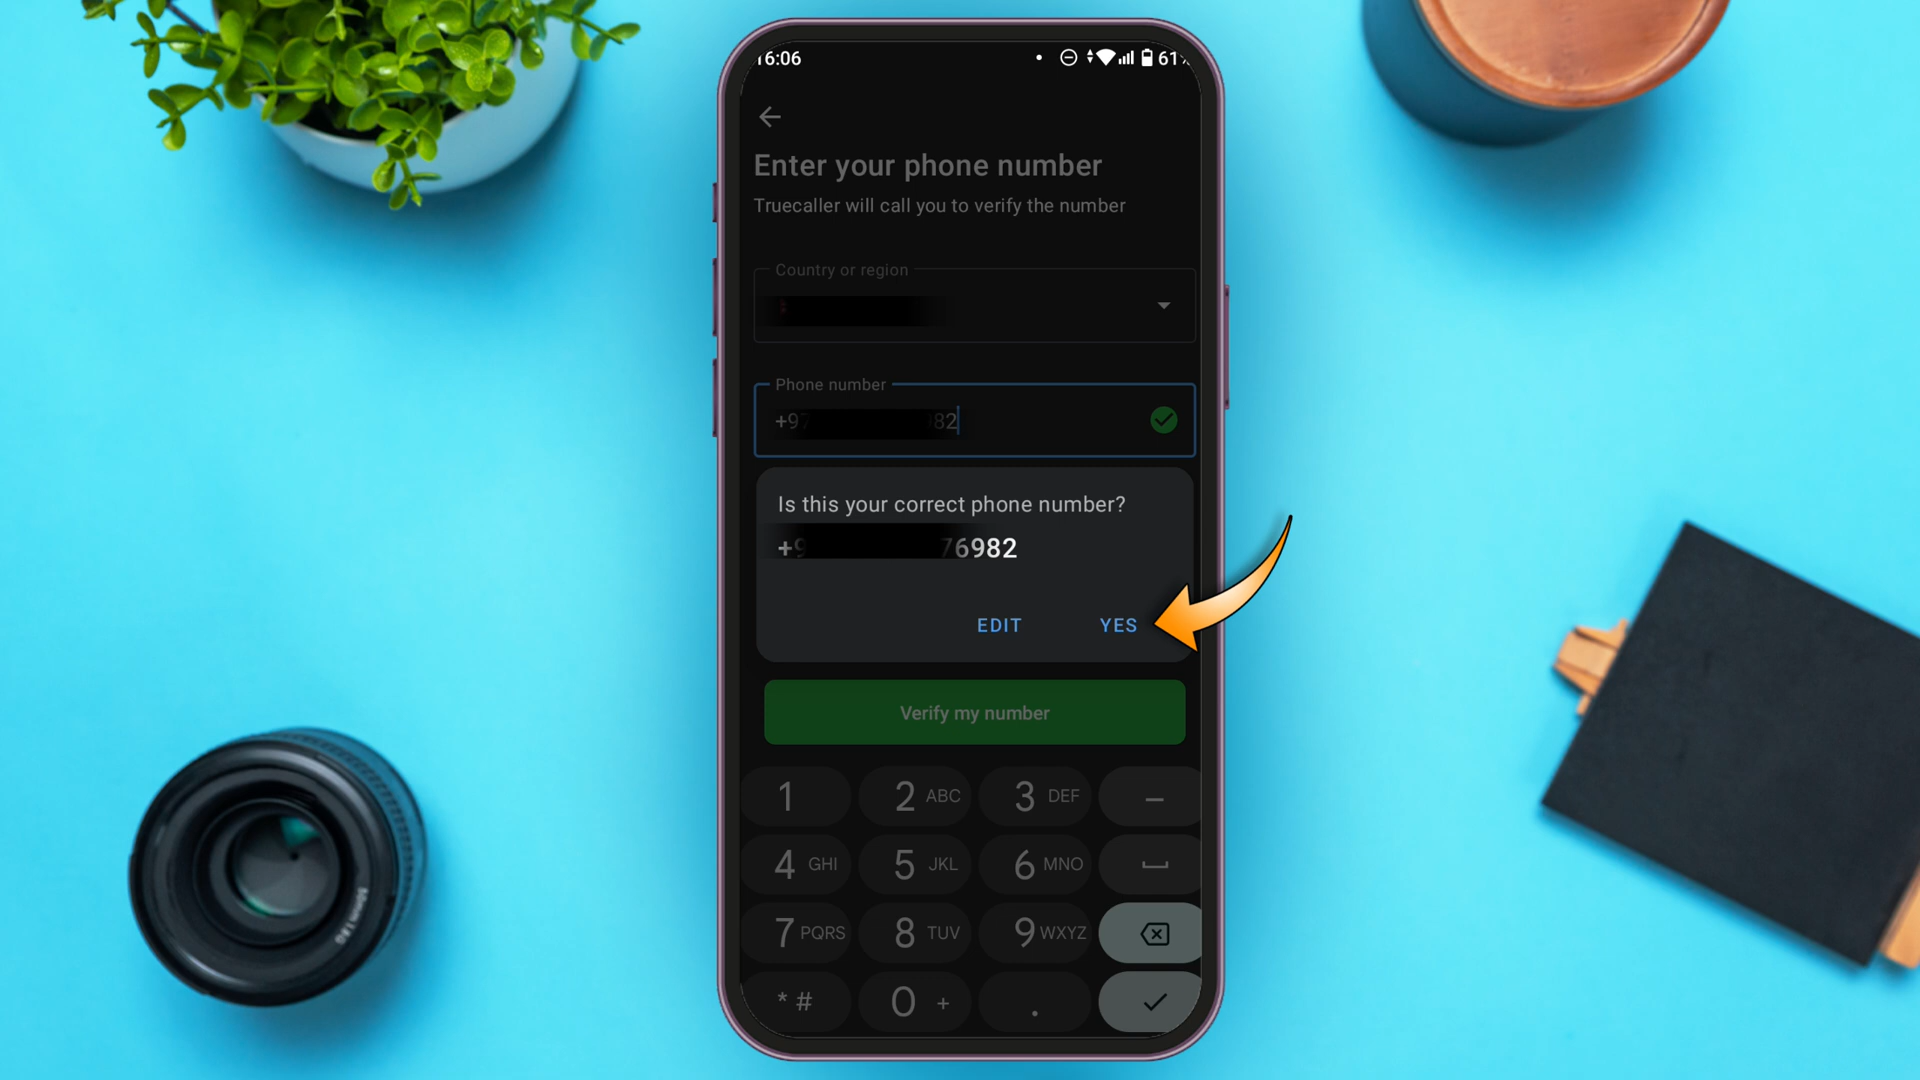 16:06
61%
Enter your phone number
Truecaller will call you to verify the number
Country or region
Phone number
+97 82
Is this your correct phone number?
+9 76982
EDIT YES
Verify my number
1 2 ABC 3 DEF –
4 GHI 5 JKL 6 MNO
7 PQRS 8 TUV 9 WXYZ
* # 0 + .